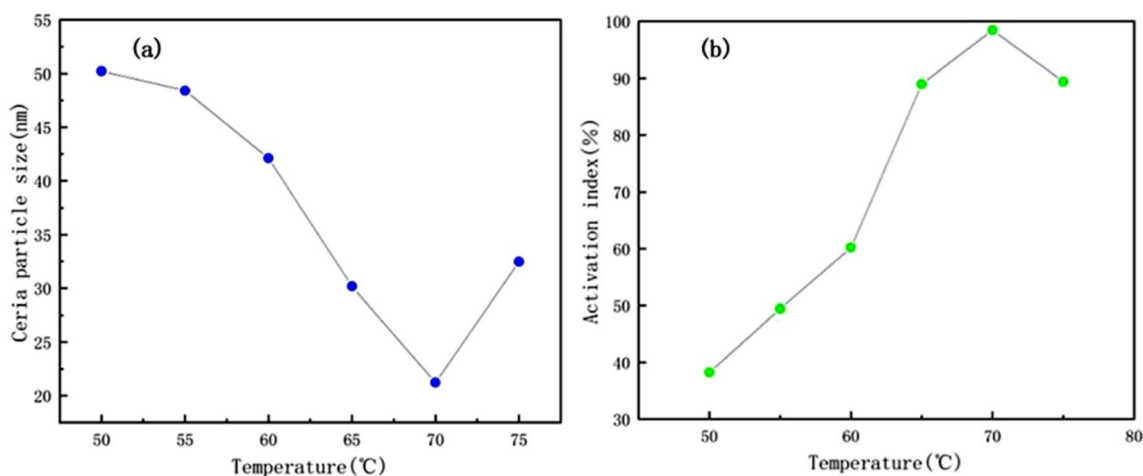 (a)
55
50
45
40
35
30
25
20
Ceria particle size(nm)
50 55 60 65 70 75
Temperature(℃)
(b)
100
90
80
70
60
50
40
30
Activation index(%)
50 60 70 80
Temperature(℃)